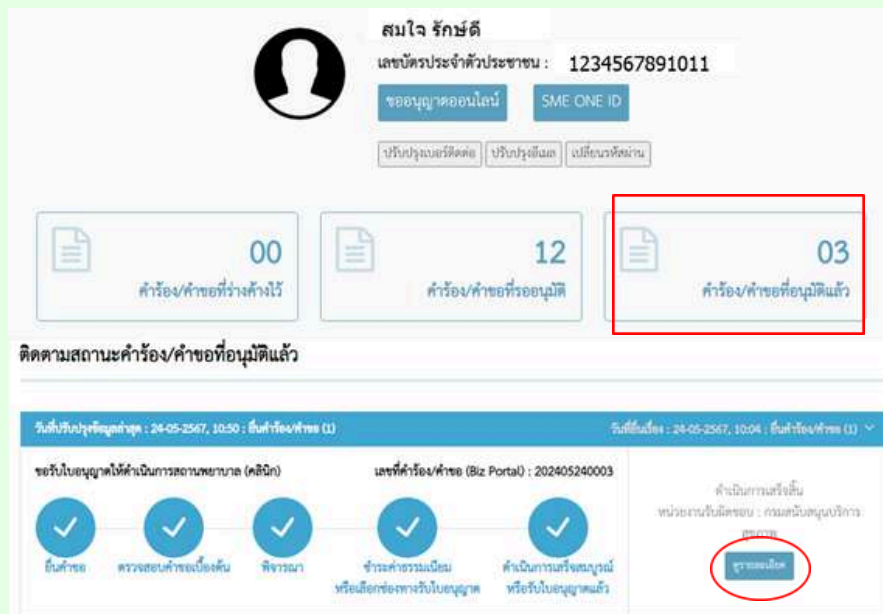 สมใจ รักษ์ดี
เลขบัตรประจำตัวประชาชน : 1234567891011
ขออนุญาตออนไลน์ SME ONE ID
ปรับปรุงเบอร์ติดต่อ ปรับปรุงอีเมล เปลี่ยนรหัสผ่าน
00 12 03
คำร้อง/คำขอที่ร่างค้างไว้ คำร้อง/คำขอที่รออนุมัติ คำร้อง/คำขอที่อนุมัติแล้ว
ติดตามสถานะคำร้อง/คำขอที่อนุมัติแล้ว
วันที่ปรับปรุงข้อมูลล่าสุด : 24-05-2567, 10:50 : ยื่นคำร้อง/คำขอ (1) วันที่ยื่นเรื่อง : 24-05-2567, 10:04 : ยื่นคำร้อง/คำขอ (1)
ขอรับใบอนุญาตให้ดำเนินการสถานพยาบาล (คลินิก) เลขที่คำร้อง/คำขอ (Biz Portal) : 202405240003
ดำเนินการเสร็จสิ้น
หน่วยงานรับผิดชอบ : กรมสนับสนุนบริการ
สุขภาพ
ดูรายละเอียด
ยื่นคำขอ ตรวจสอบคำขอเบื้องต้น พิจารณา ชำระค่าธรรมเนียม ดำเนินการเสร็จสมบูรณ์
หรือเลือกช่องทางรับใบอนุญาต หรือรับใบอนุญาตแล้ว